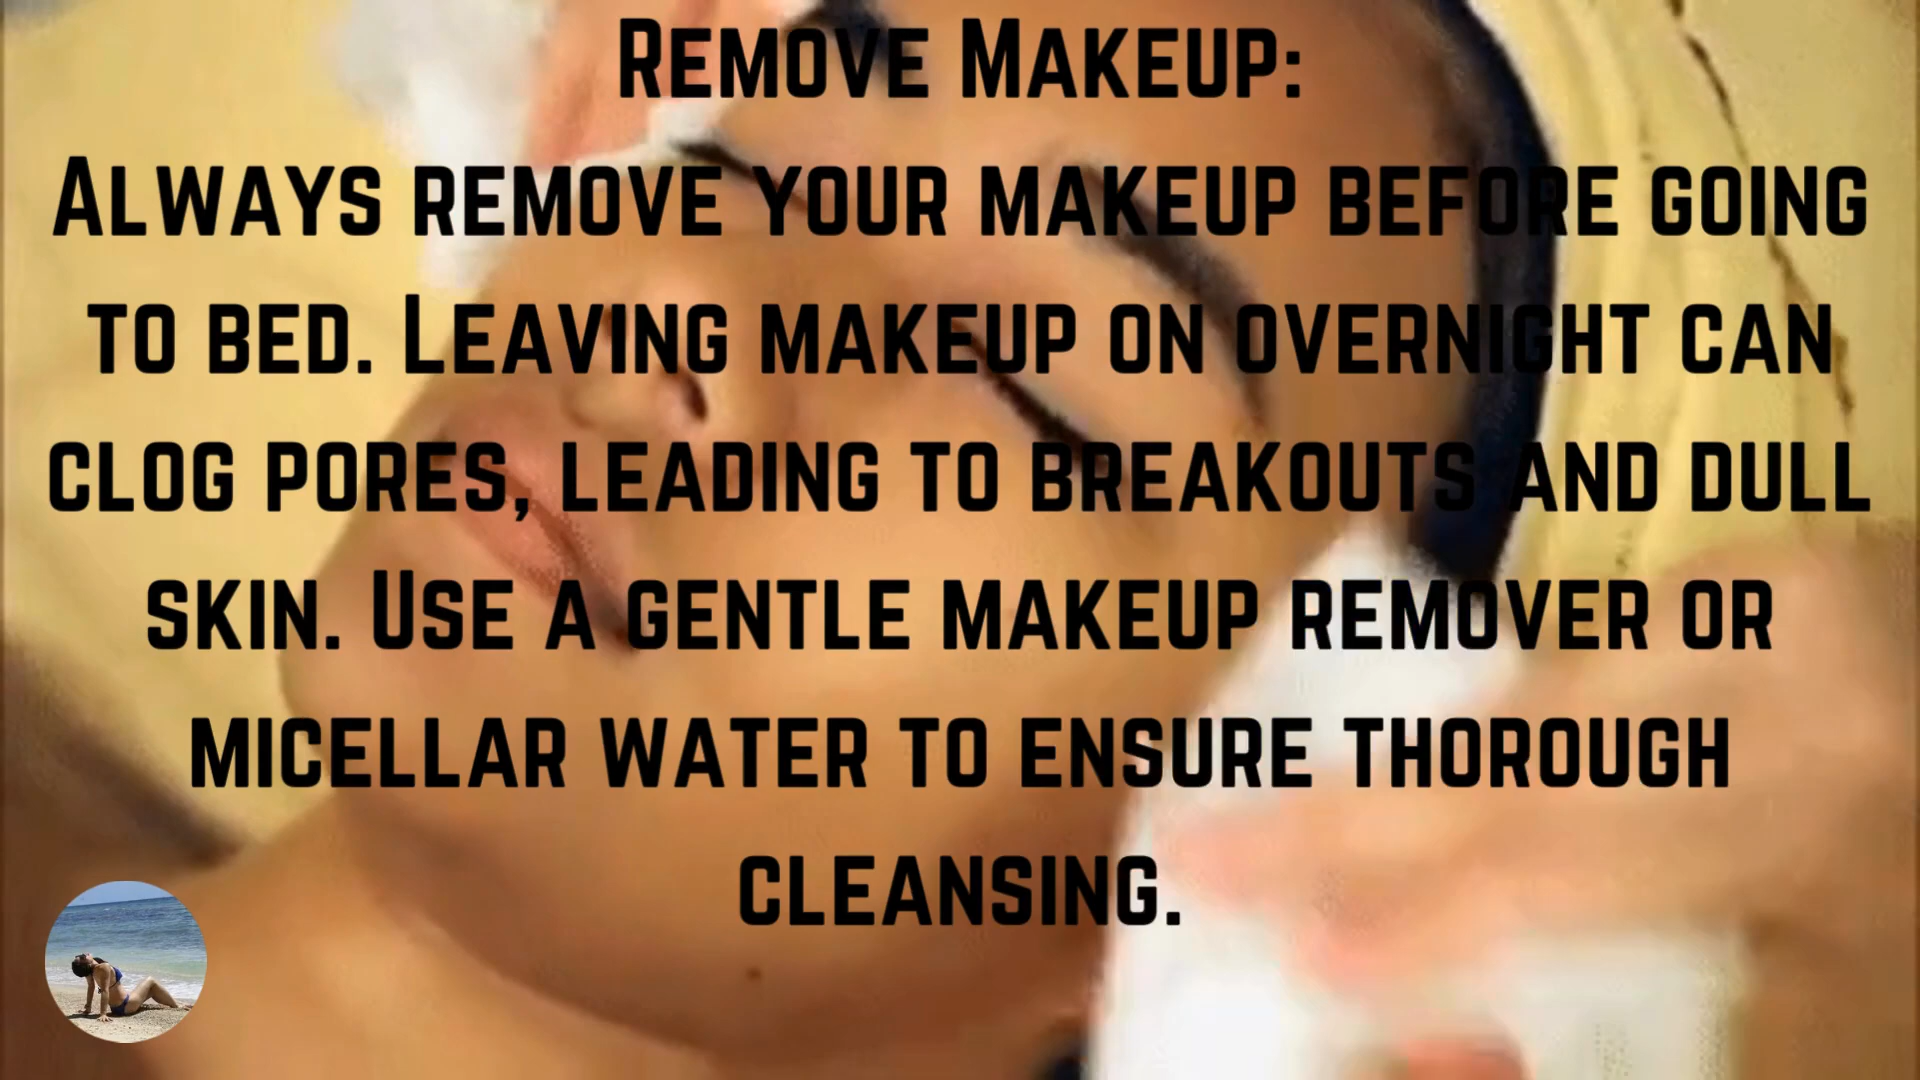 Remove Makeup:
Always remove your makeup before going
to bed. Leaving makeup on overnight can
clog pores, leading to breakouts and dull
skin. Use a gentle makeup remover or
micellar water to ensure thorough
cleansing.